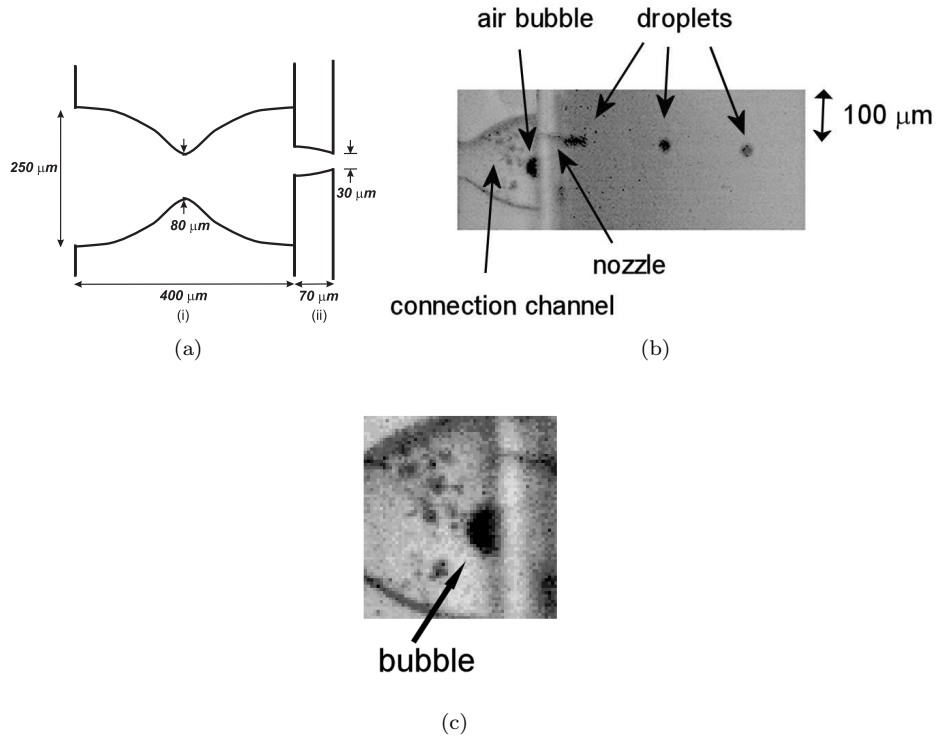 250 μm
80 μm
30 μm
400 μm
70 μm
(i)
(ii)
(a)
air bubble
droplets
100 μm
nozzle
connection channel
(b)
bubble
(c)